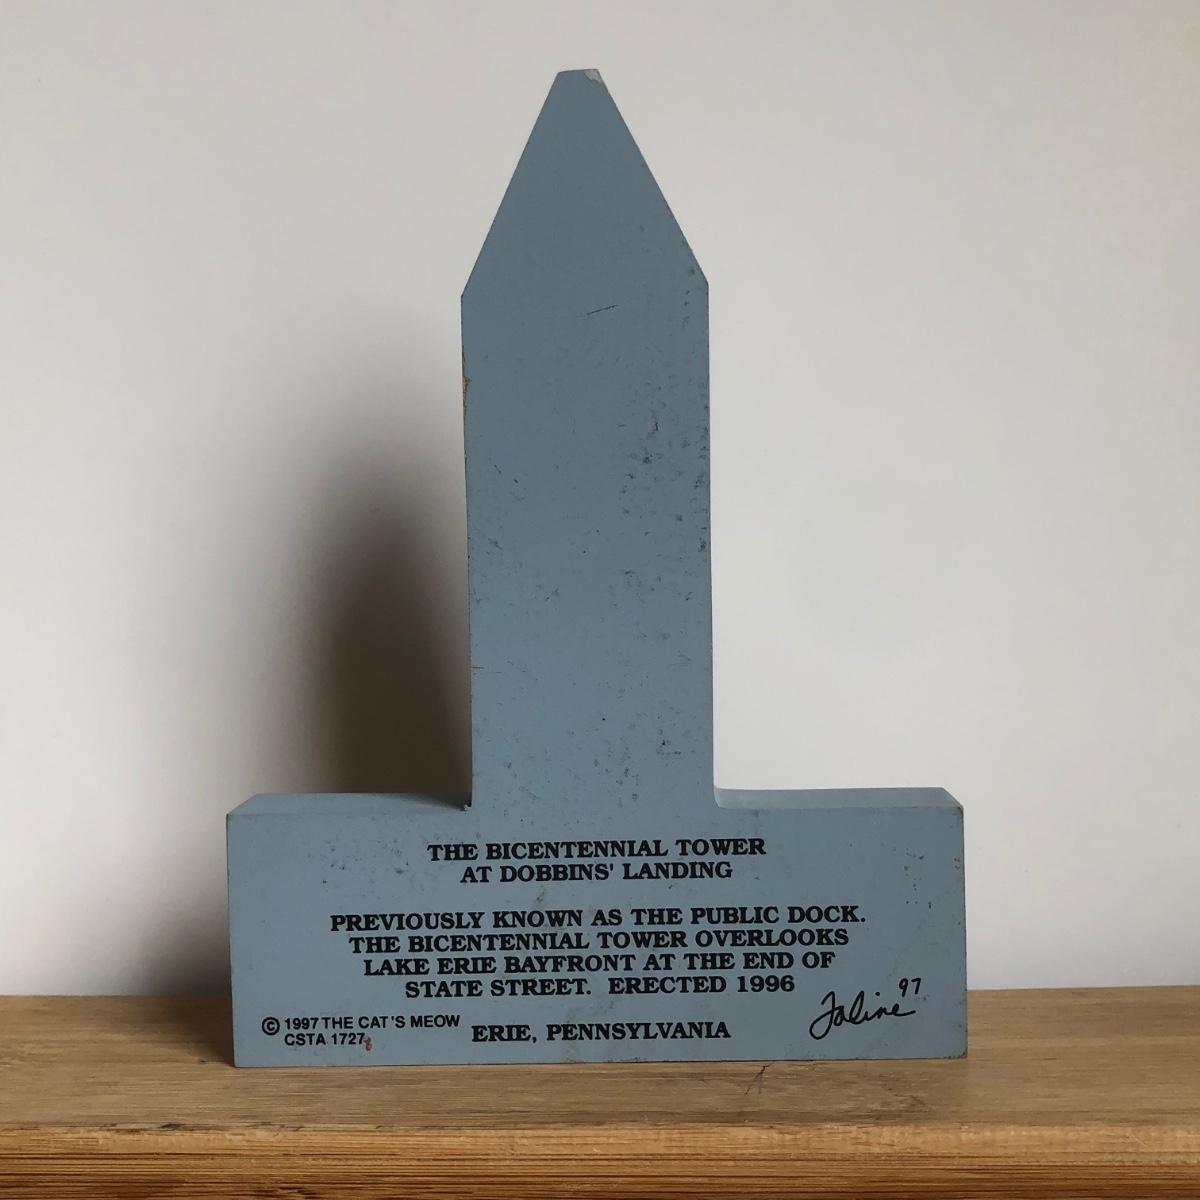 THE BICENTENNIAL TOWER
AT DOBBINS' LANDING
PREVIOUSLY KNOWN AS THE PUBLIC DOCK.
THE BICENTENNIAL TOWER OVERLOOKS
LAKE ERIE BAYFRONT AT THE END OF
STATE STREET. ERECTED 1996
ERIE, PENNSYLVANIA
© 1997 THE CAT'S MEOW
CSTA 1727
Faline 97